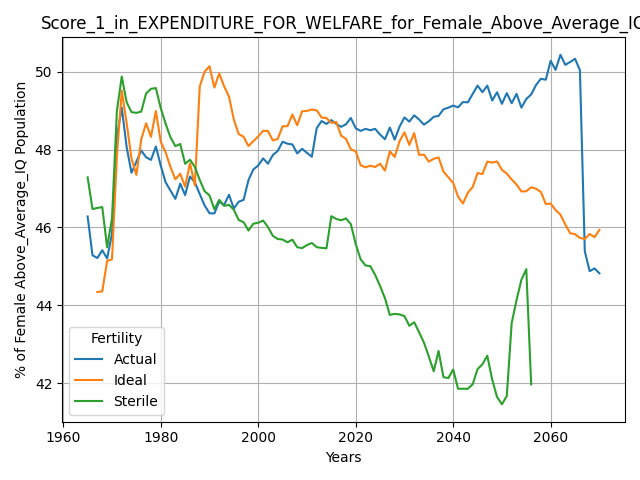 Score_1_in_EXPENDITURE_FOR_WELFARE_for_Female_Above_Average_IQ
% of Female Above_Average_IQ Population
50
48
46
44
42
Fertility
Actual
Ideal
Sterile
1960 1980 2000 2020 2040 2060
Years